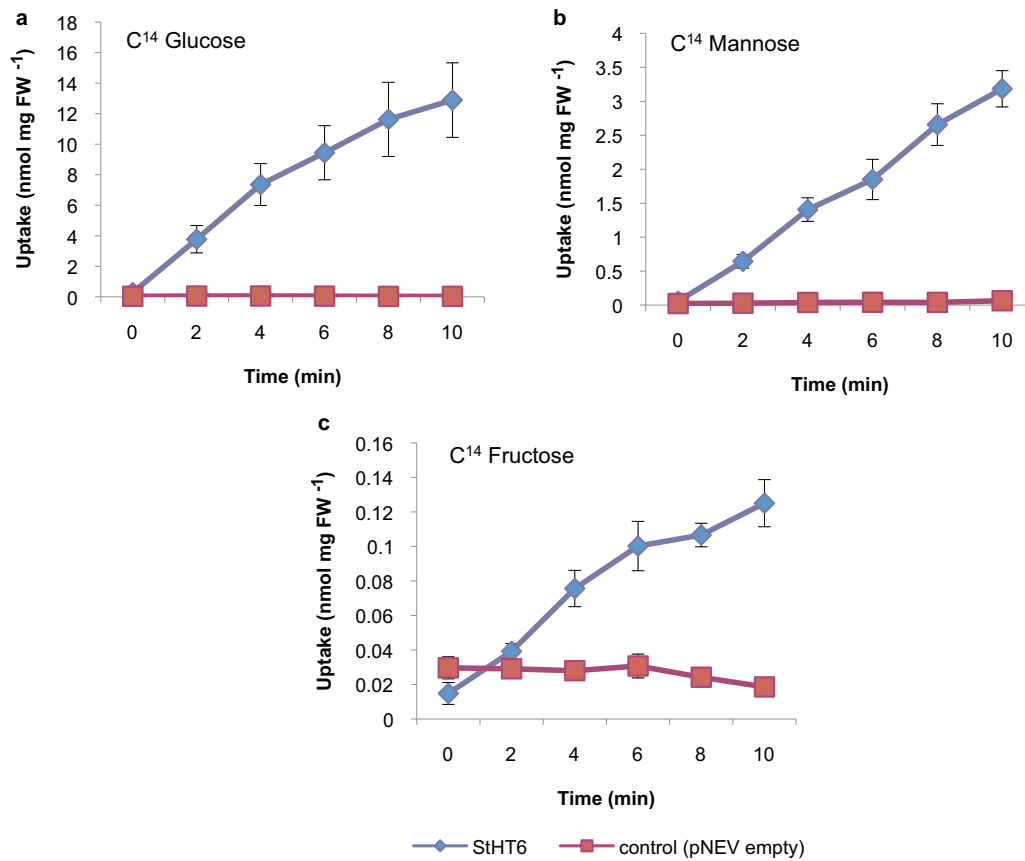 a
C¹⁴ Glucose
Uptake (nmol mg FW ⁻¹)
18
16
14
12
10
8
6
4
2
0
0 2 4 6 8 10
Time (min)
b
C¹⁴ Mannose
Uptake (nmol mg FW ⁻¹)
4
3.5
3
2.5
2
1.5
1
0.5
0
0 2 4 6 8 10
Time (min)
c
C¹⁴ Fructose
Uptake (nmol mg FW ⁻¹)
0.16
0.14
0.12
0.1
0.08
0.06
0.04
0.02
0
0 2 4 6 8 10
Time (min)
StHT6 control (pNEV empty)